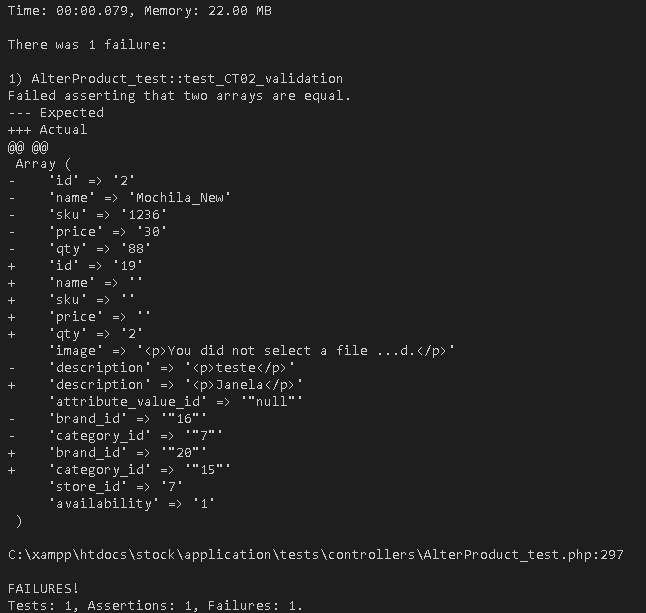 Time: 00:00.079, Memory: 22.00 MB
There was 1 failure:
1) AlterProduct_test::test_CT02_validation
Failed asserting that two arrays are equal.
--- Expected
+++ Actual
@@ @@
 Array (
-    'id' => '2'
-    'name' => 'Mochila_New'
-    'sku' => '1236'
-    'price' => '30'
-    'qty' => '88'
+    'id' => '19'
+    'name' => ''
+    'sku' => ''
+    'price' => ''
+    'qty' => '2'
     'image' => '<p>You did not select a file ...d.</p>'
-    'description' => '<p>teste</p>'
+    'description' => '<p>Janela</p>'
     'attribute_value_id' => '"null"'
-    'brand_id' => '"16"'
-    'category_id' => '"7"'
+    'brand_id' => '"20"'
+    'category_id' => '"15"'
     'store_id' => '7'
     'availability' => '1'
 )
C:\xampp\htdocs\stock\application\tests\controllers\AlterProduct_test.php:297
FAILURES!
Tests: 1, Assertions: 1, Failures: 1.